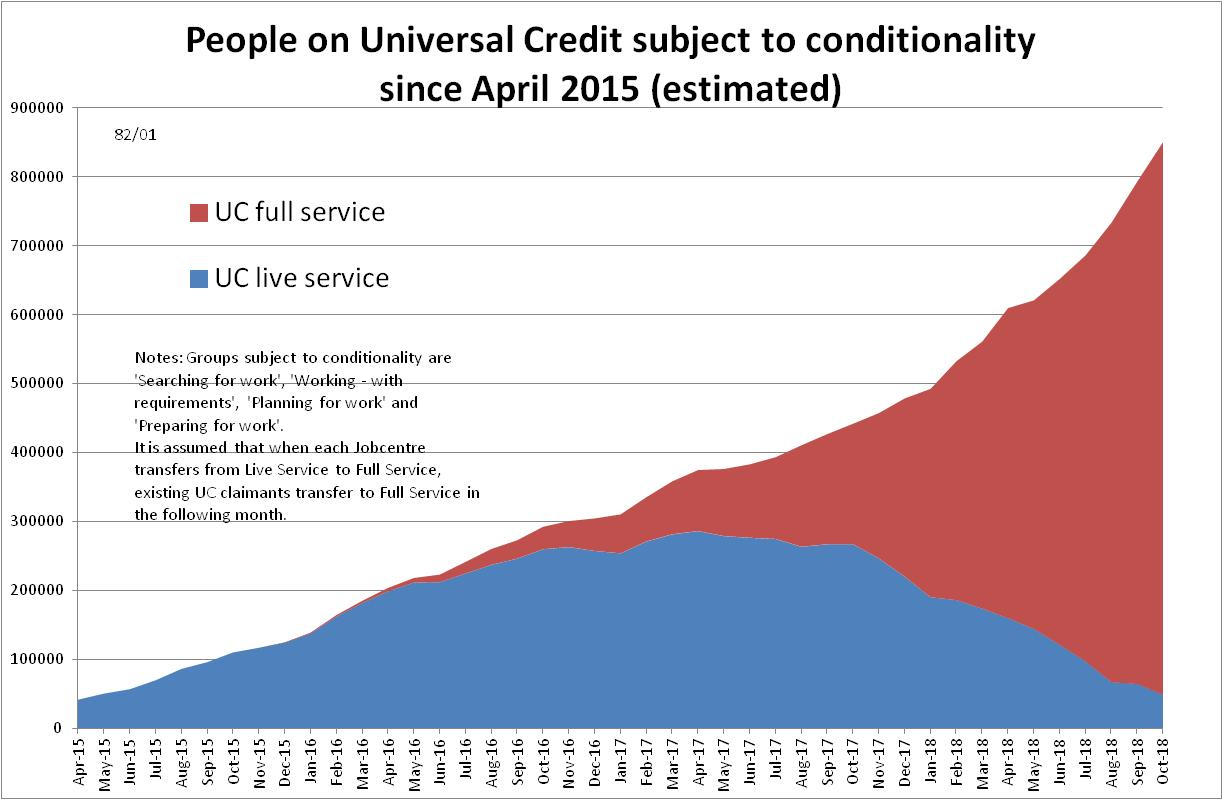 People on Universal Credit subject to conditionality
since April 2015 (estimated)
900000
82/01
800000
UC full service
700000
UC live service
600000
Notes: Groups subject to conditionality are
'Searching for work', 'Working - with
500000
requirements', 'Planning for work' and
'Preparing for work'.
It is assumed that when each Jobcentre
400000
transfers from Live Service to Full Service,
existing UC claimants transfer to Full Service in
the following month.
300000
200000
100000
0
Apr-15
May-15
Jun-15
Jul-15
Aug-15
Sep-15
Oct-15
Nov-15
Dec-15
Jan-16
Feb-16
Mar-16
Apr-16
May-16
Jun-16
Jul-16
Aug-16
Sep-16
Oct-16
Nov-16
Dec-16
Jan-17
Feb-17
Mar-17
Apr-17
May-17
Jun-17
Jul-17
Aug-17
Sep-17
Oct-17
Nov-17
Dec-17
Jan-18
Feb-18
Mar-18
Apr-18
May-18
Jun-18
Jul-18
Aug-18
Sep-18
Oct-18